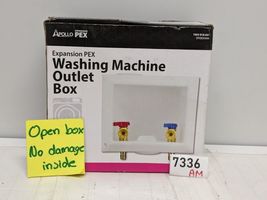 APOLLO PEX
Expansion PEX
Washing Machine
Outlet
Box
Open box
No damage
inside
7336
AM